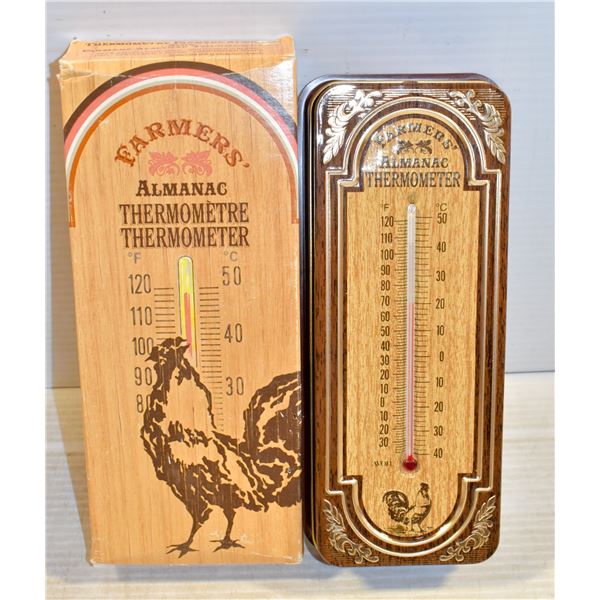 FARMERS'
ALMANAC
THERMOMÈTRE
THERMOMETER
°F °C
120 50
110
100 40
90 30
8
FARMERS'
ALMANAC
THERMOMETER
°F °C
120 50
110
100 40
90
80 30
70 20
60
50 10
40
30 0
20
10 10
0
10 20
20 30
30
40
AVON